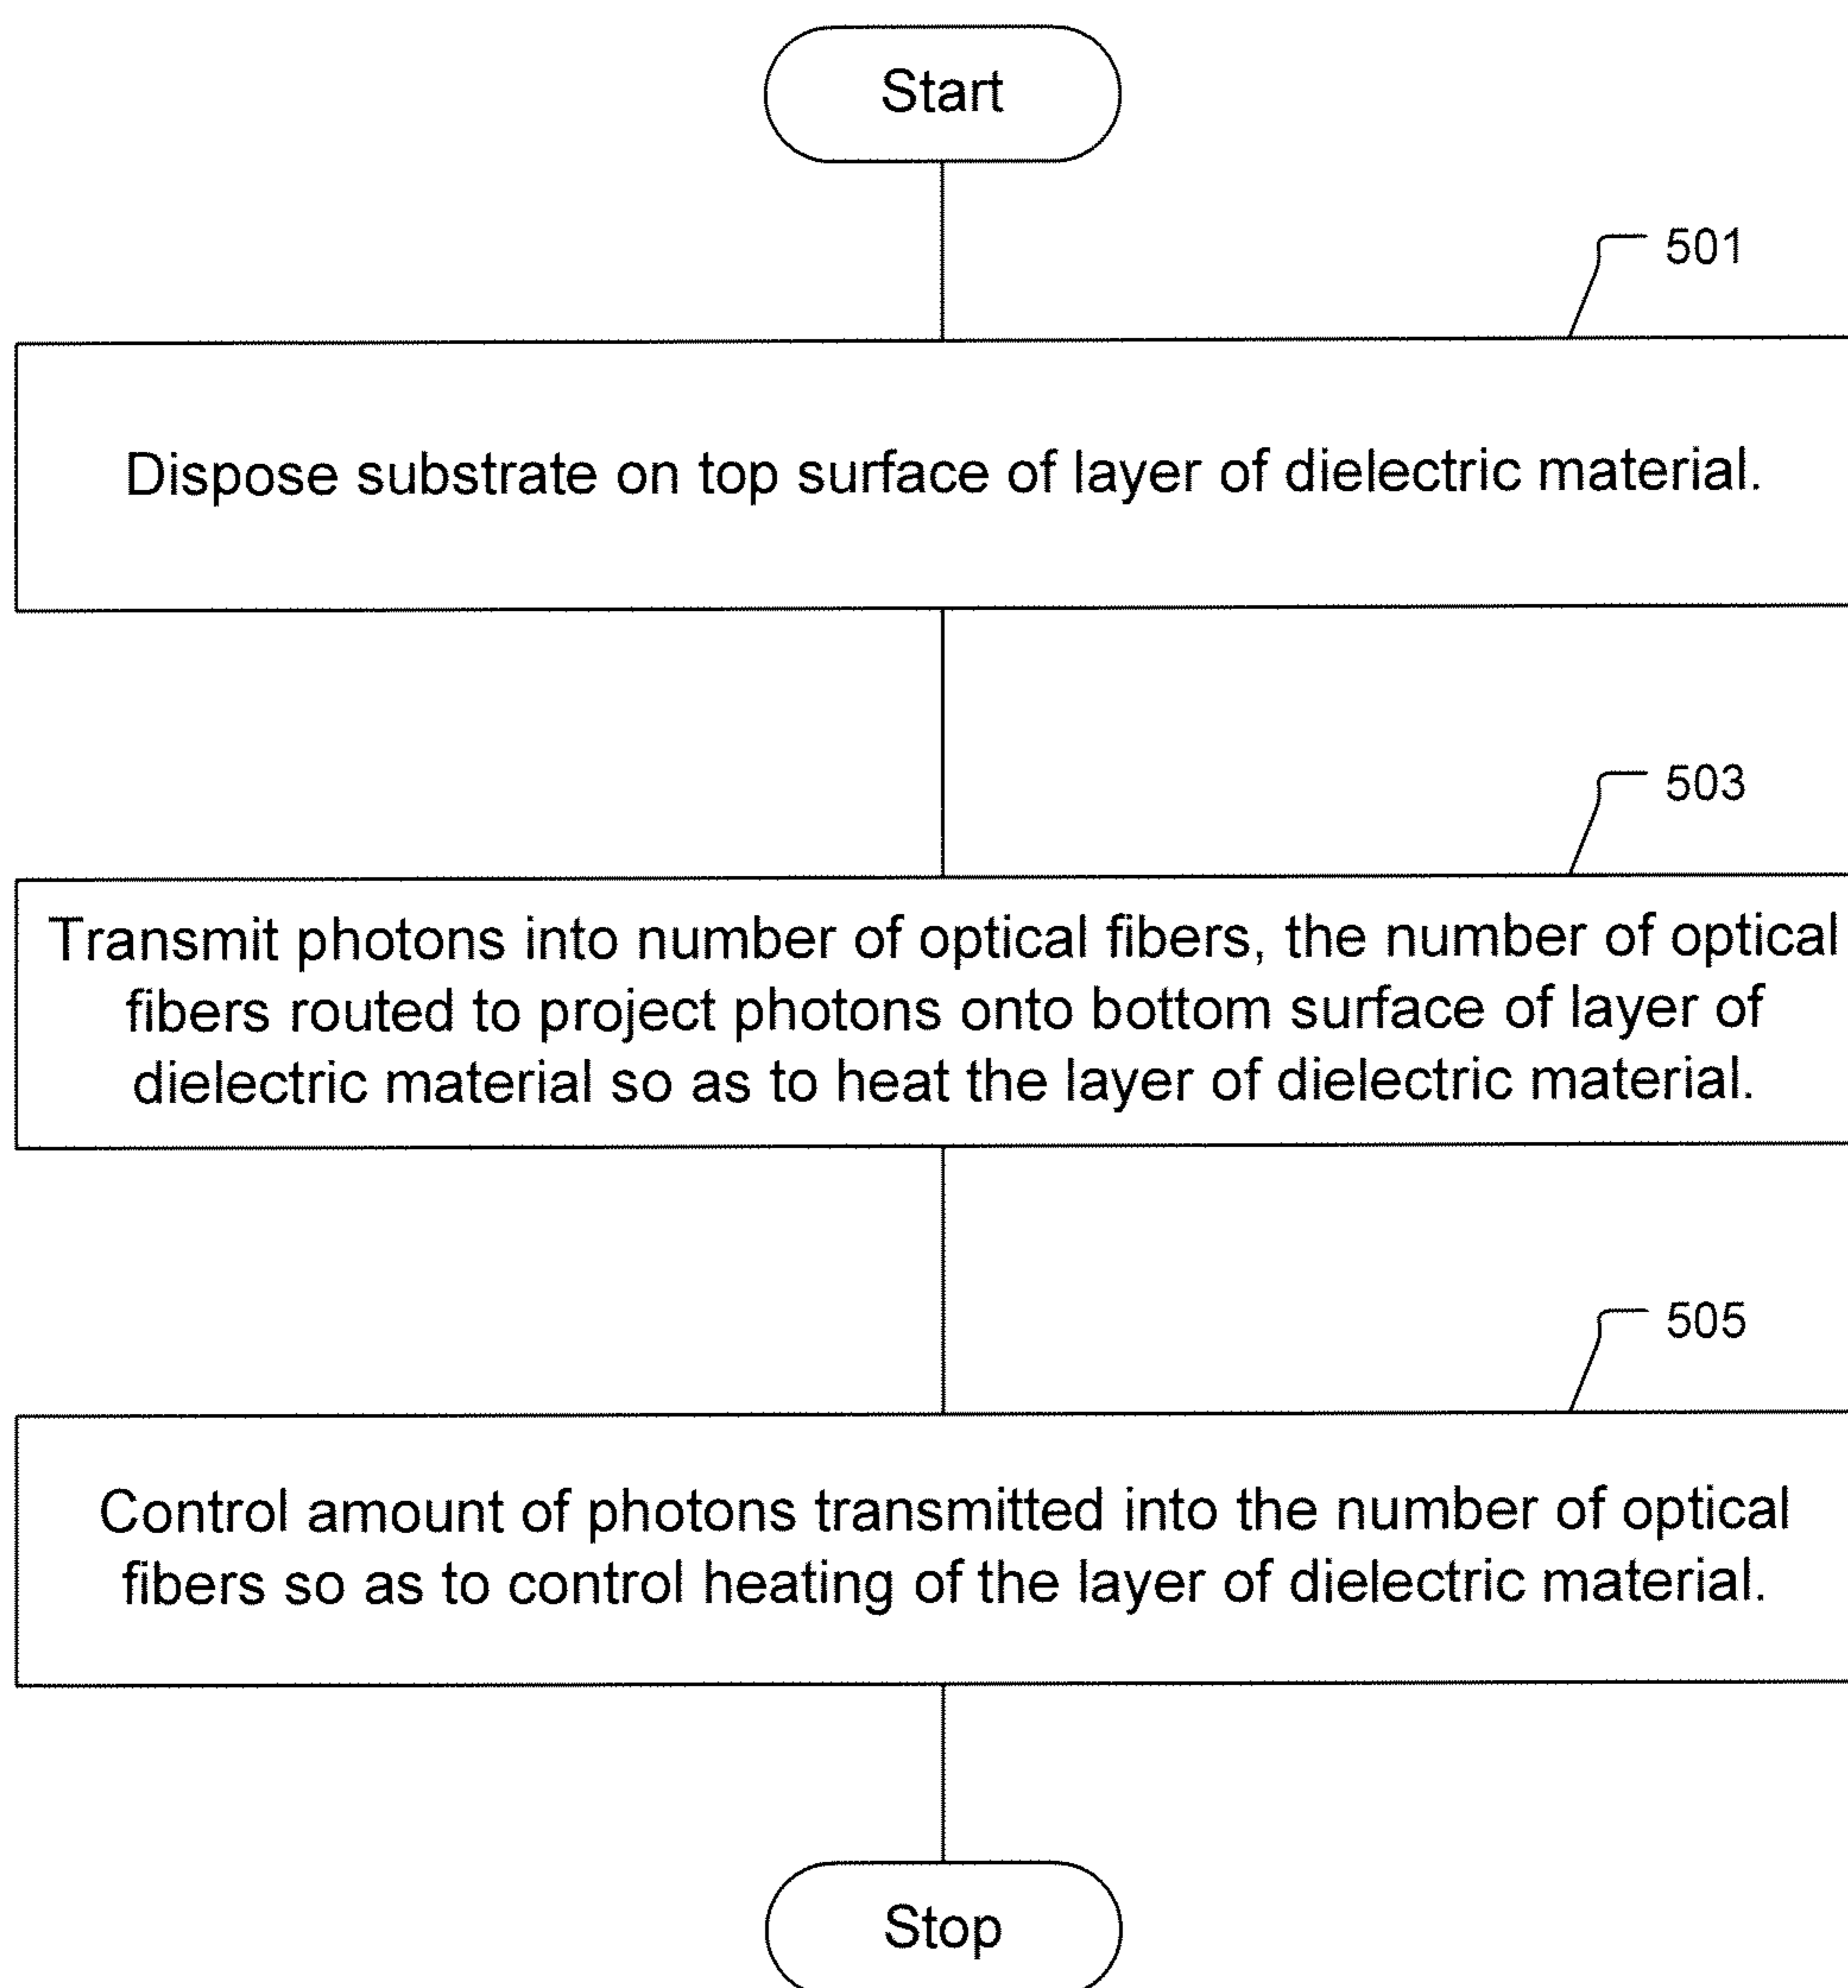 Start
501
Dispose substrate on top surface of layer of dielectric material.
503
Transmit photons into number of optical fibers, the number of optical
fibers routed to project photons onto bottom surface of layer of
dielectric material so as to heat the layer of dielectric material.
505
Control amount of photons transmitted into the number of optical
fibers so as to control heating of the layer of dielectric material.
Stop